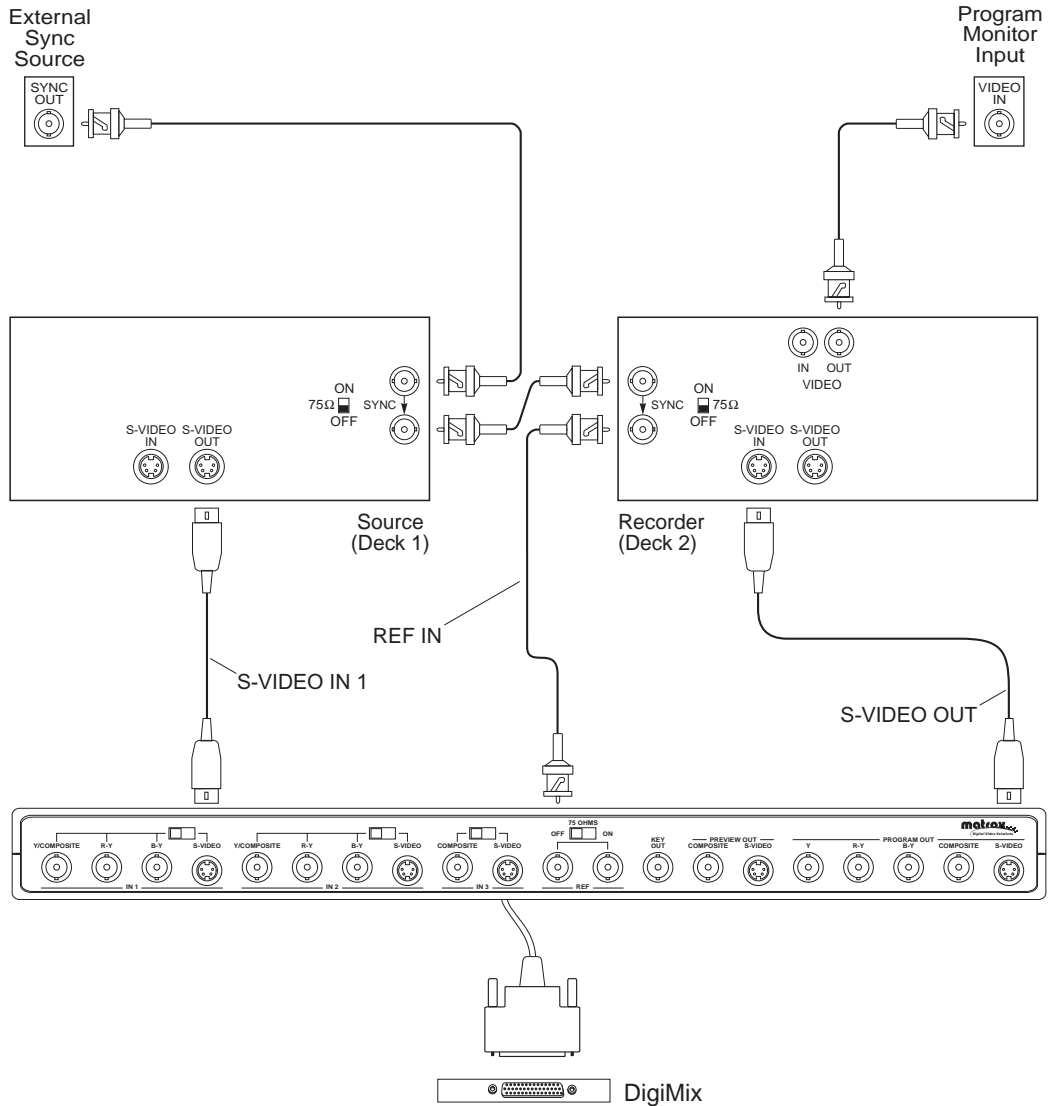 External
Sync
Source
SYNC
OUT
Program
Monitor
Input
VIDEO
IN
ON
75Ω
OFF
SYNC
S-VIDEO
IN
S-VIDEO
OUT
Source
(Deck 1)
IN
OUT
VIDEO
ON
SYNC
75Ω
OFF
S-VIDEO
IN
S-VIDEO
OUT
Recorder
(Deck 2)
REF IN
S-VIDEO IN 1
S-VIDEO OUT
matrox
Digital Video Solutions
Y/COMPOSITE R-Y B-Y S-VIDEO
IN 1
Y/COMPOSITE R-Y B-Y S-VIDEO
IN 2
COMPOSITE S-VIDEO
IN 3
75 OHMS
OFF ON
REF
KEY
OUT
PREVIEW OUT
COMPOSITE S-VIDEO
PROGRAM OUT
Y R-Y B-Y COMPOSITE S-VIDEO
DigiMix